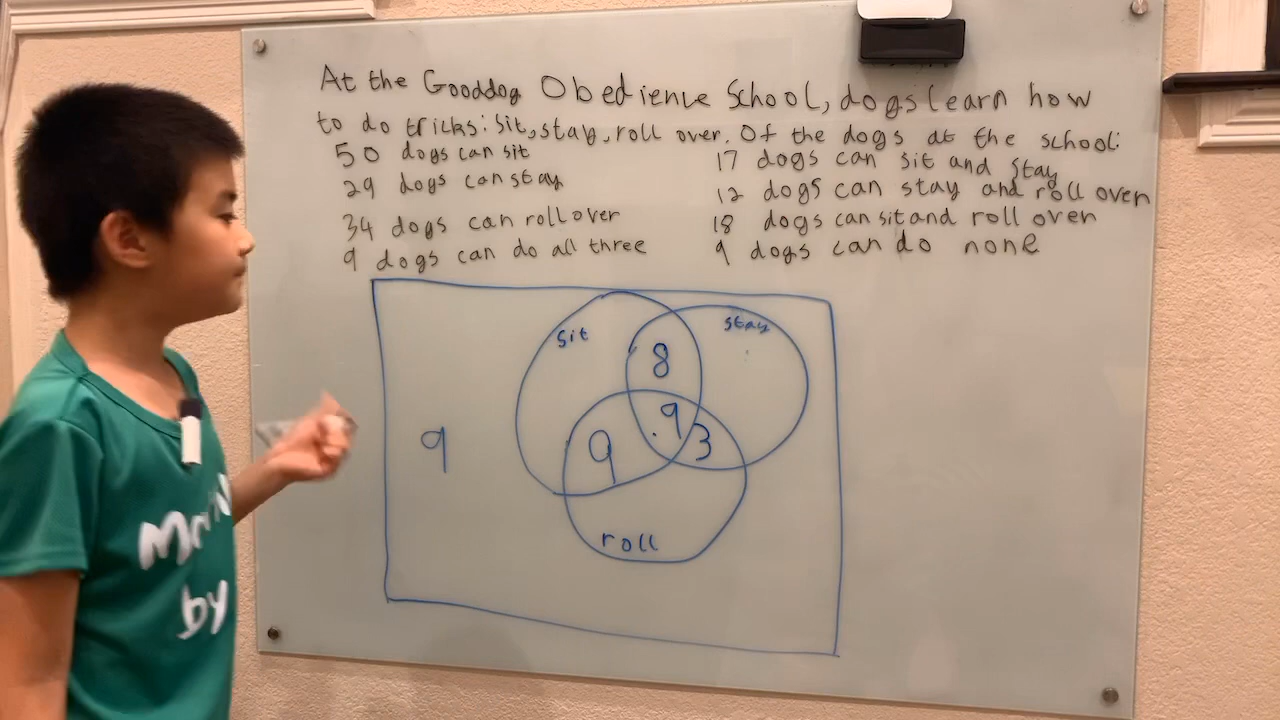 At the Gooddog Obedience School, dogs learn how
to do tricks: sit, stay, roll over. Of the dogs at the school:
50 dogs can sit
29 dogs can stay
34 dogs can roll over
9 dogs can do all three
17 dogs can sit and stay
12 dogs can stay and roll over
18 dogs can sit and roll over
9 dogs can do none
sit
stay
8
9
9
9
3
roll
by